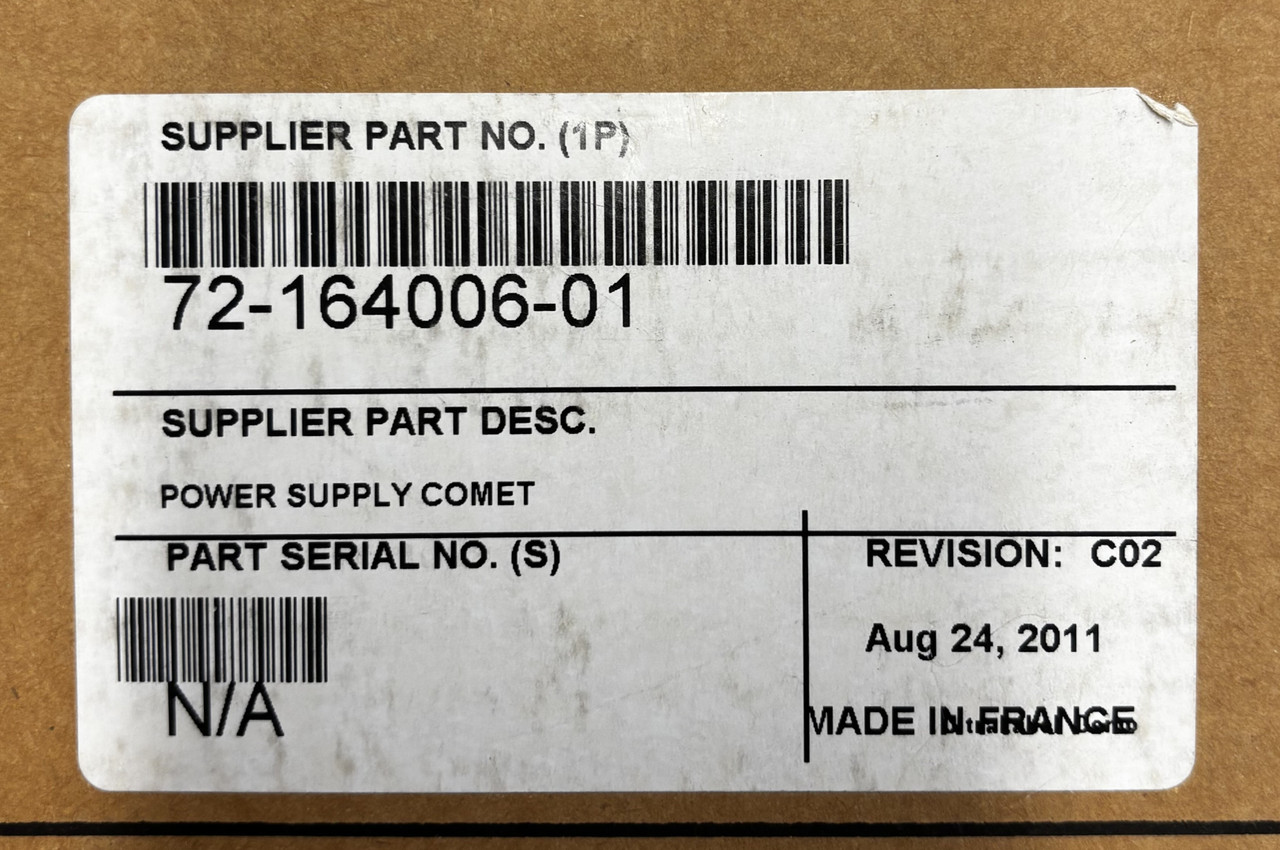 SUPPLIER PART NO. (1P)
72-164006-01
SUPPLIER PART DESC.
POWER SUPPLY COMET
PART SERIAL NO. (S)
N/A
REVISION: C02
Aug 24, 2011
MADE IN FRANCE